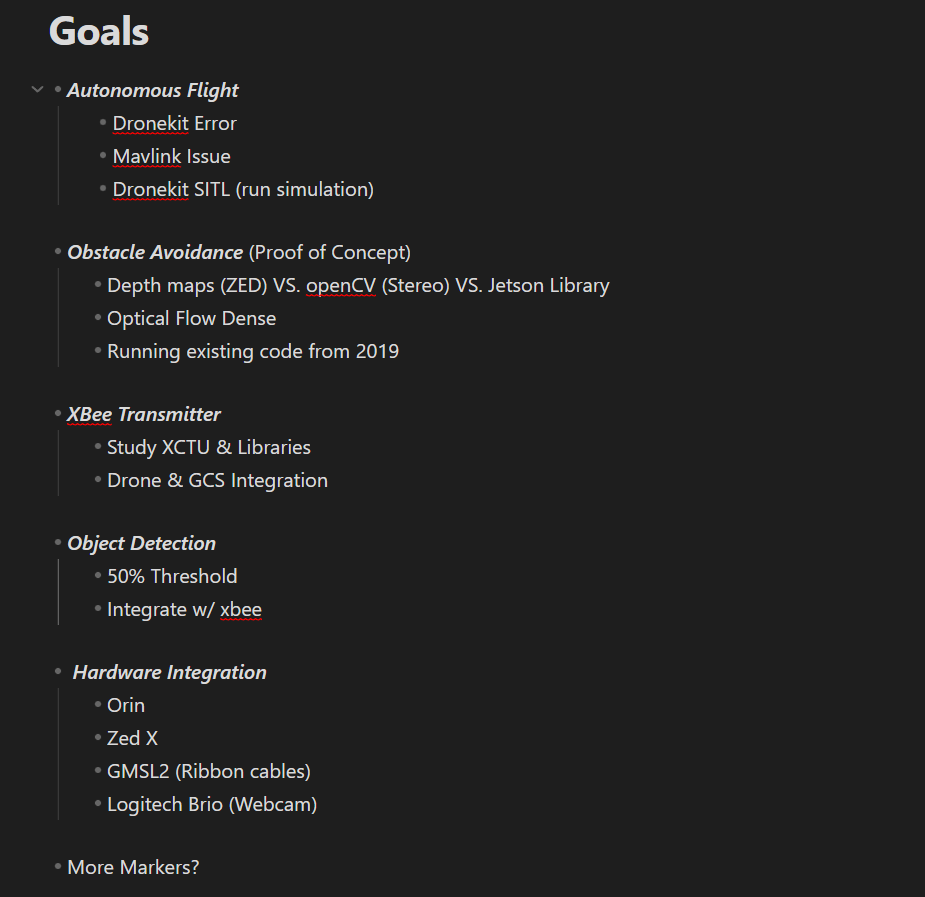 Goals
Autonomous Flight
Dronekit Error
Mavlink Issue
Dronekit SITL (run simulation)
Obstacle Avoidance (Proof of Concept)
Depth maps (ZED) VS. openCV (Stereo) VS. Jetson Library
Optical Flow Dense
Running existing code from 2019
XBee Transmitter
Study XCTU & Libraries
Drone & GCS Integration
Object Detection
50% Threshold
Integrate w/ xbee
Hardware Integration
Orin
Zed X
GMSL2 (Ribbon cables)
Logitech Brio (Webcam)
More Markers?